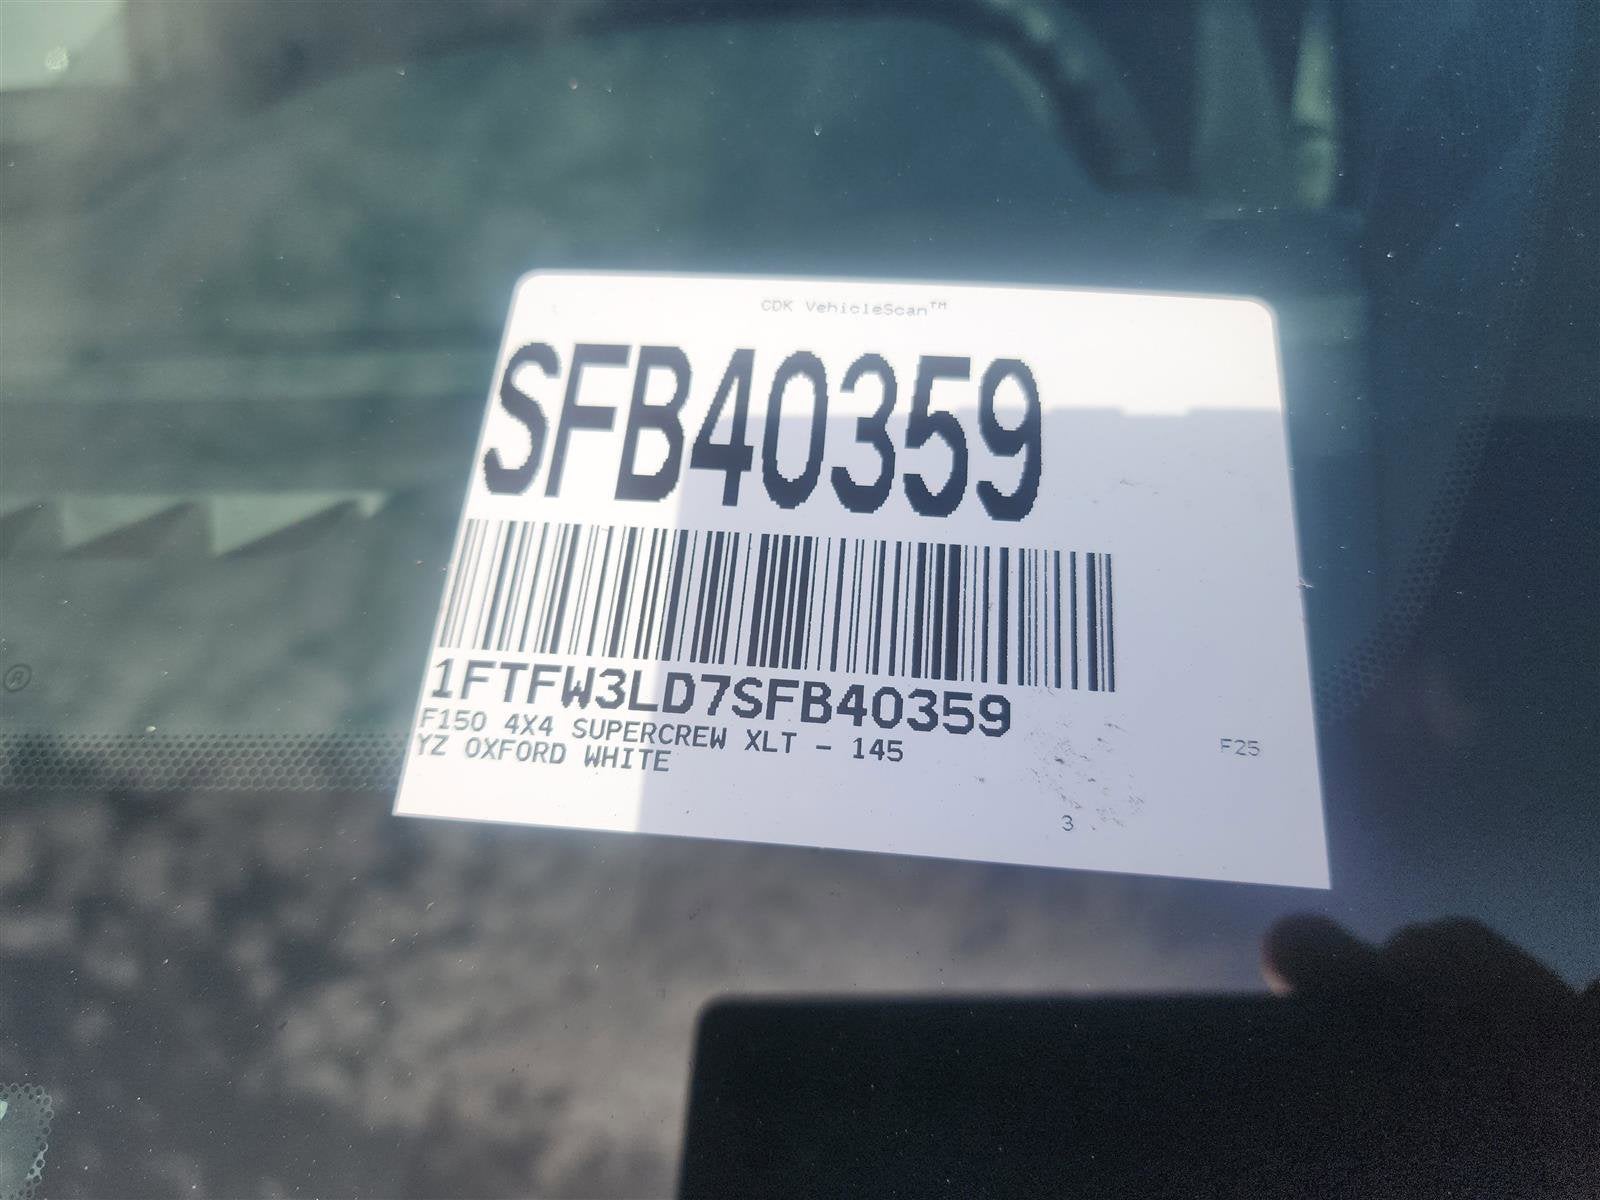 CDK VehicleScan™
SFB40359
1FTFW3LD7SFB40359
F150 4X4 SUPERCREW XLT - 145
F25
YZ OXFORD WHITE
3
®